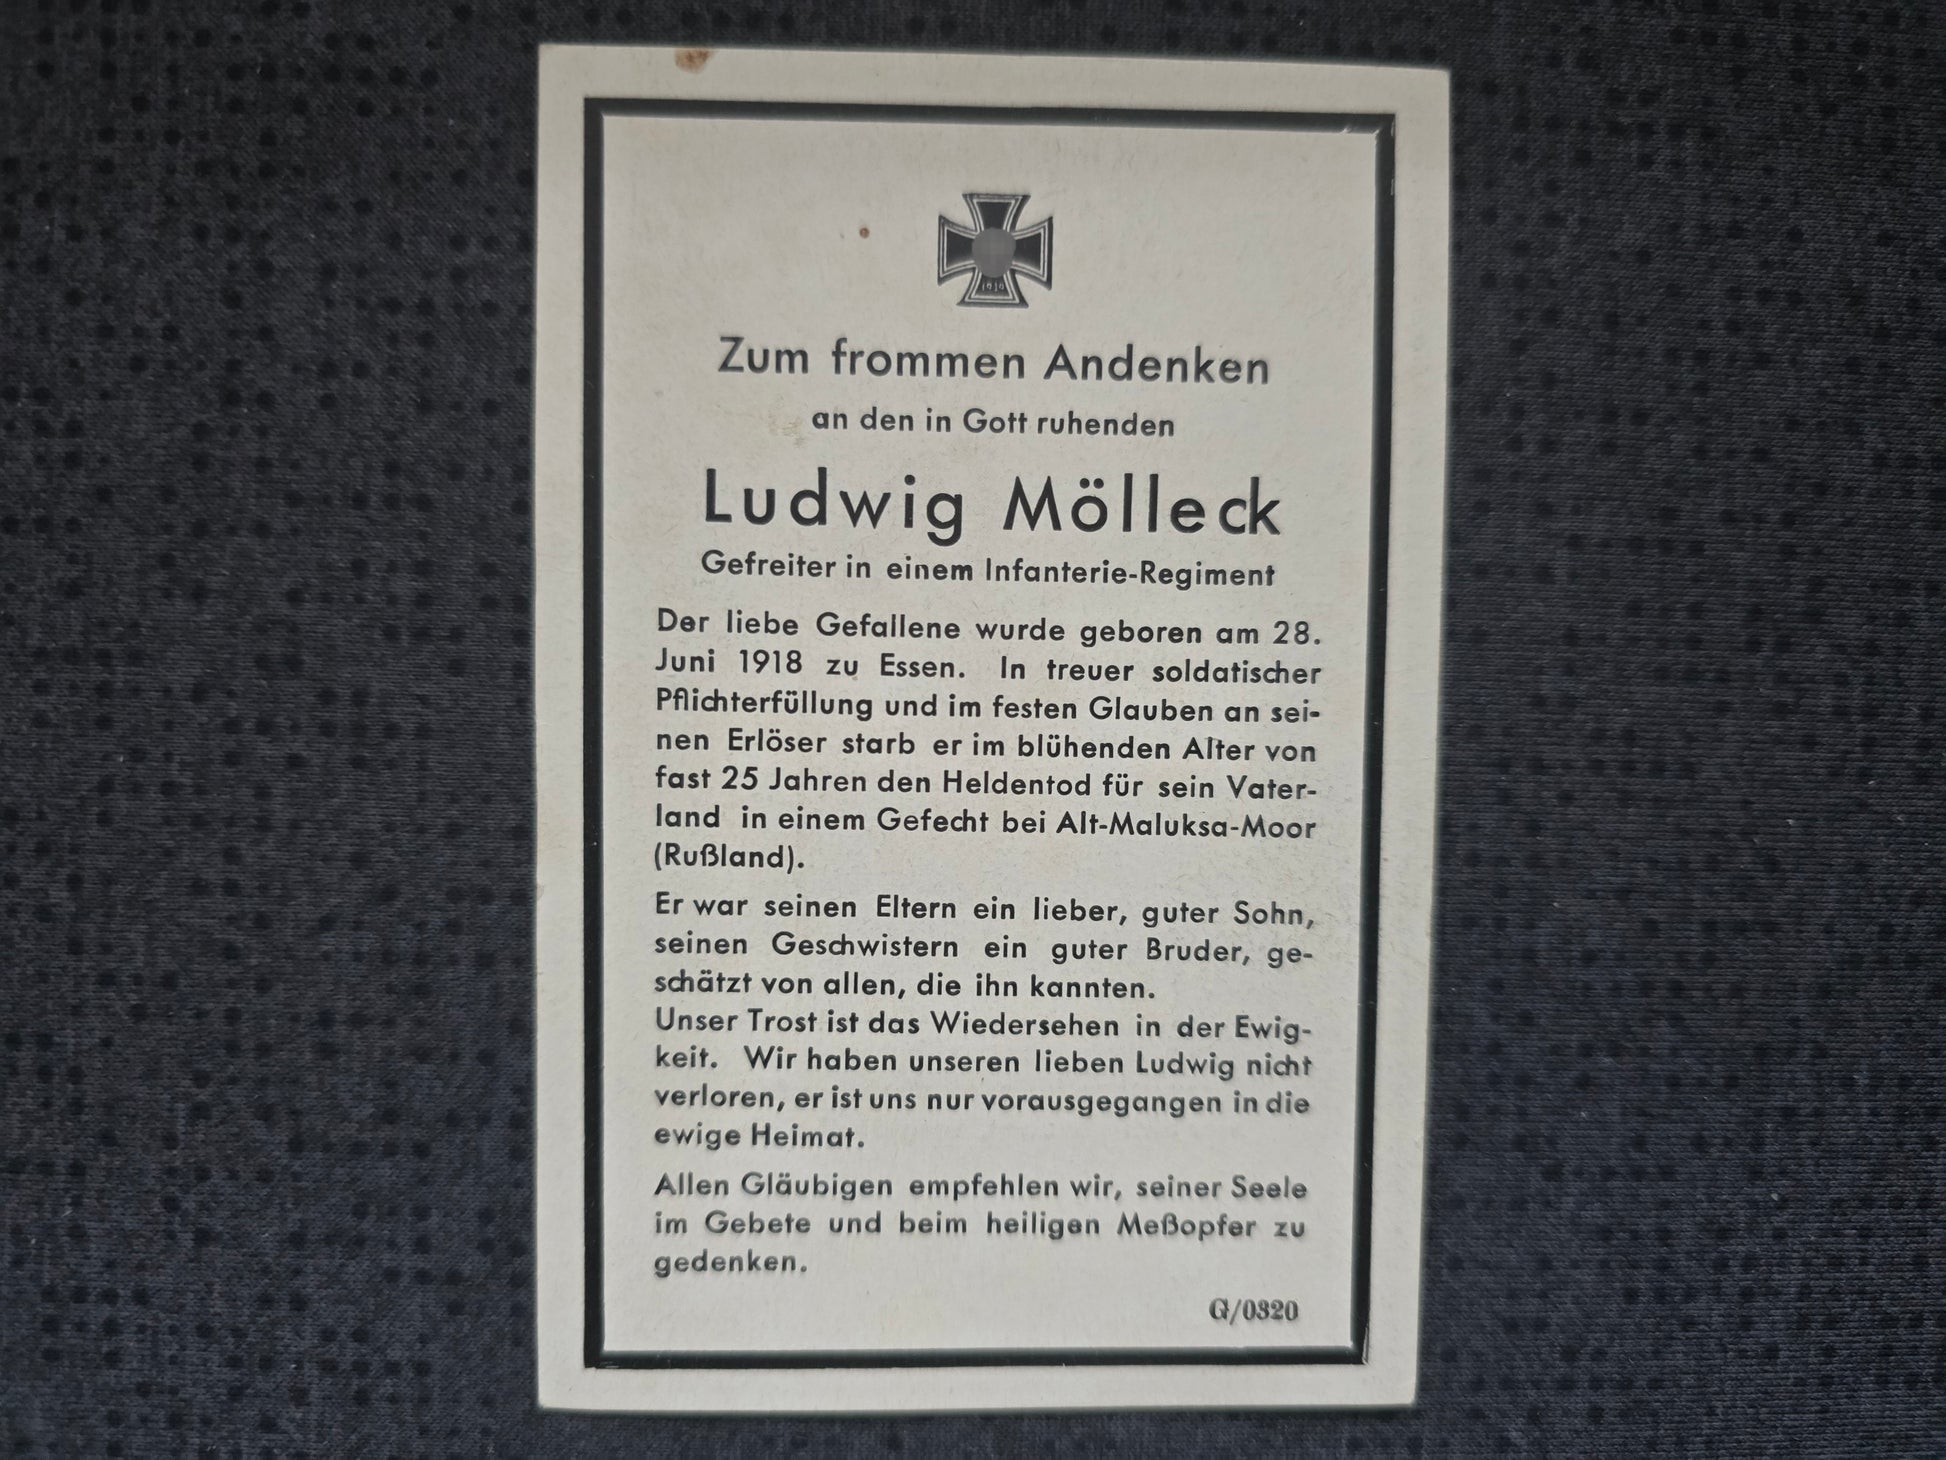 Zum frommen Andenken
an den in Gott ruhenden
Ludwig Mölleck
Gefreiter in einem Infanterie-Regiment
Der liebe Gefallene wurde geboren am 28.
Juni 1918 zu Essen. In treuer soldatischer
Pflichterfüllung und im festen Glauben an sei-
nen Erlöser starb er im blühenden Alter von
fast 25 Jahren den Heldentod für sein Vater-
land in einem Gefecht bei Alt-Maluksa-Moor
(Rußland).
Er war seinen Eltern ein lieber, guter Sohn,
seinen Geschwistern ein guter Bruder, ge-
schätzt von allen, die ihn kannten.
Unser Trost ist das Wiedersehen in der Ewig-
keit. Wir haben unseren lieben Ludwig nicht
verloren, er ist uns nur vorausgegangen in die
ewige Heimat.
Allen Gläubigen empfehlen wir, seiner Seele
im Gebete und beim heiligen Meßopfer zu
gedenken.
G/0320